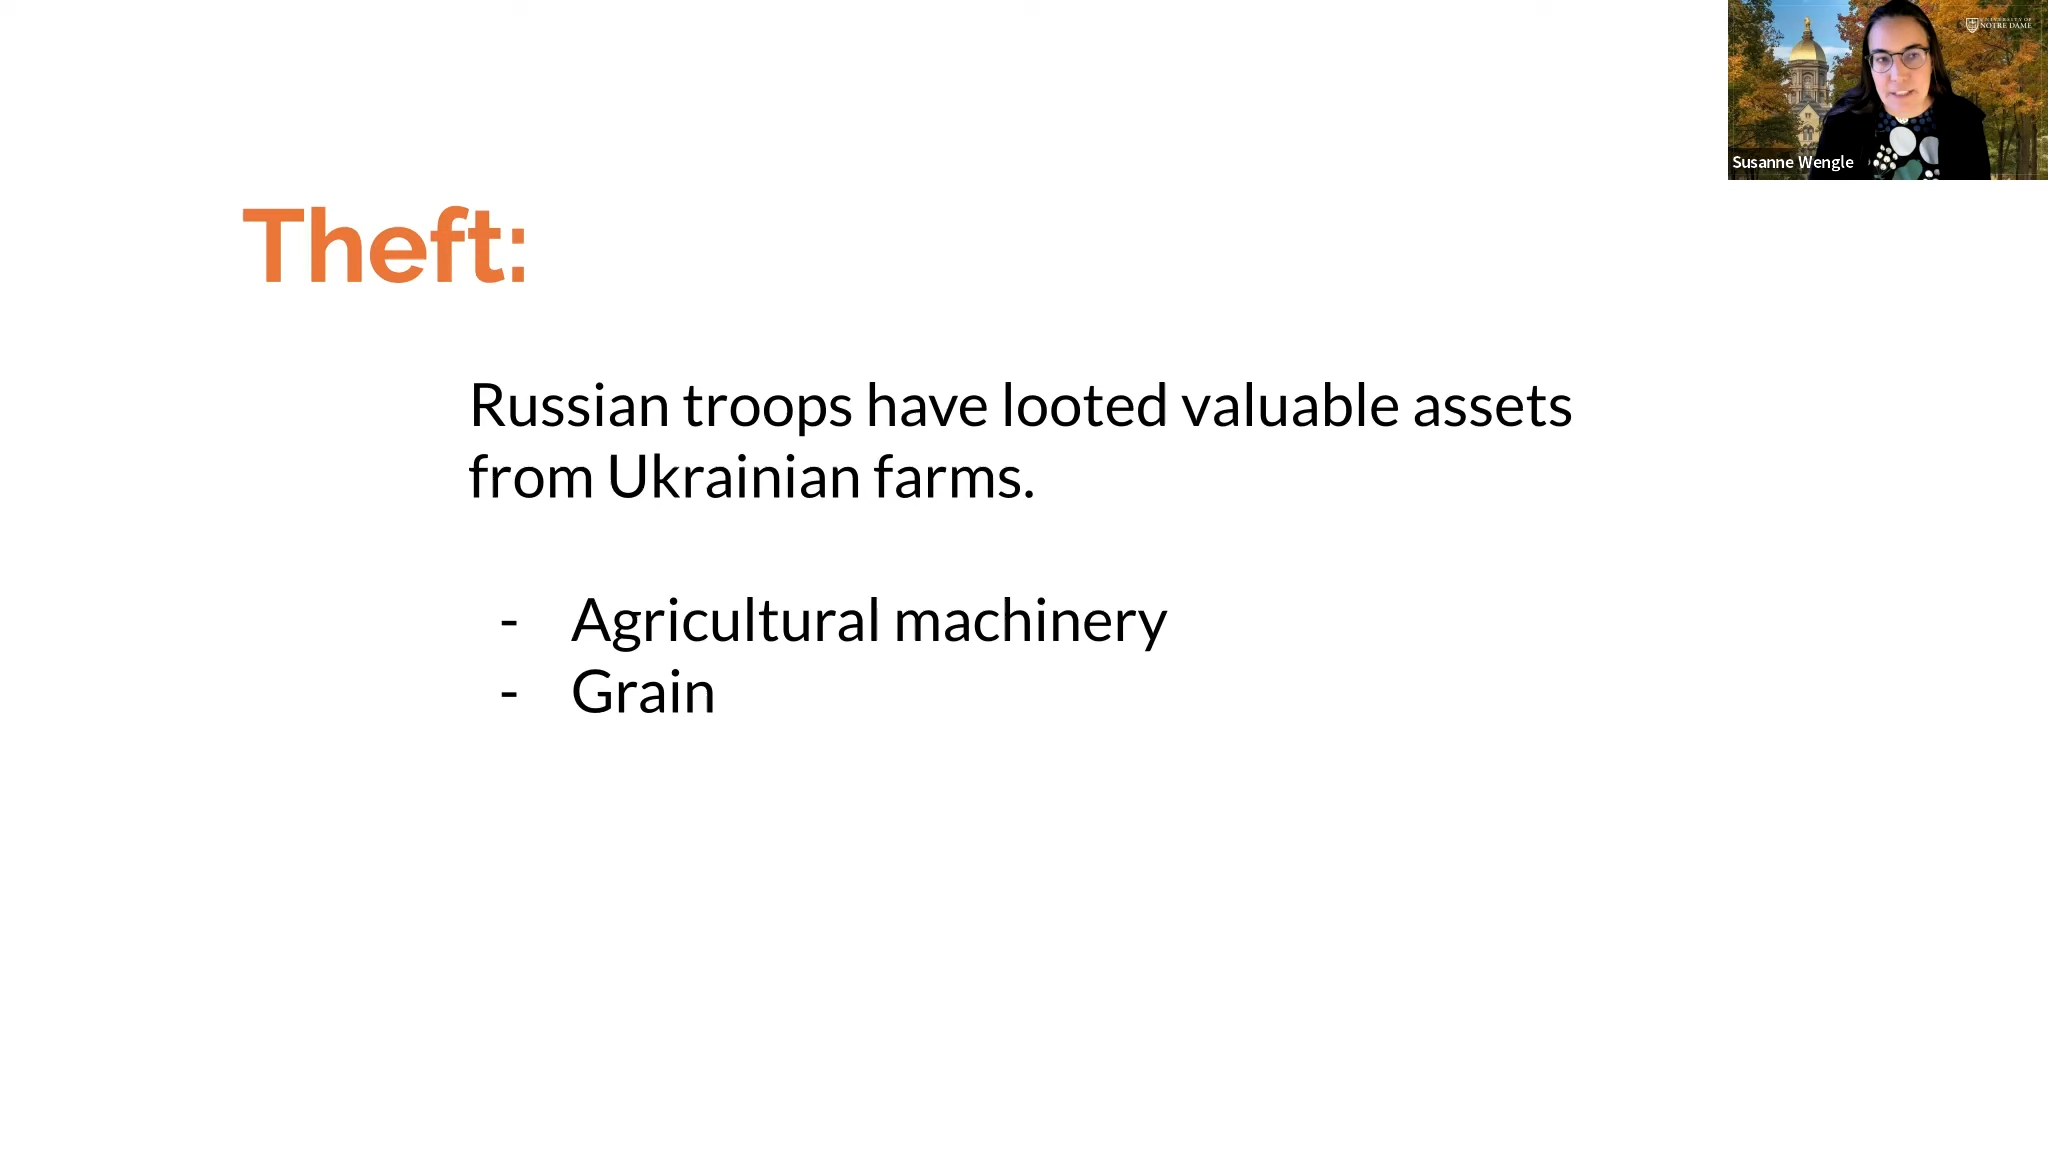 UNIVERSITY OF
NOTRE DAME
Susanne Wengle
Theft:
Russian troops have looted valuable assets
from Ukrainian farms.
- Agricultural machinery
- Grain